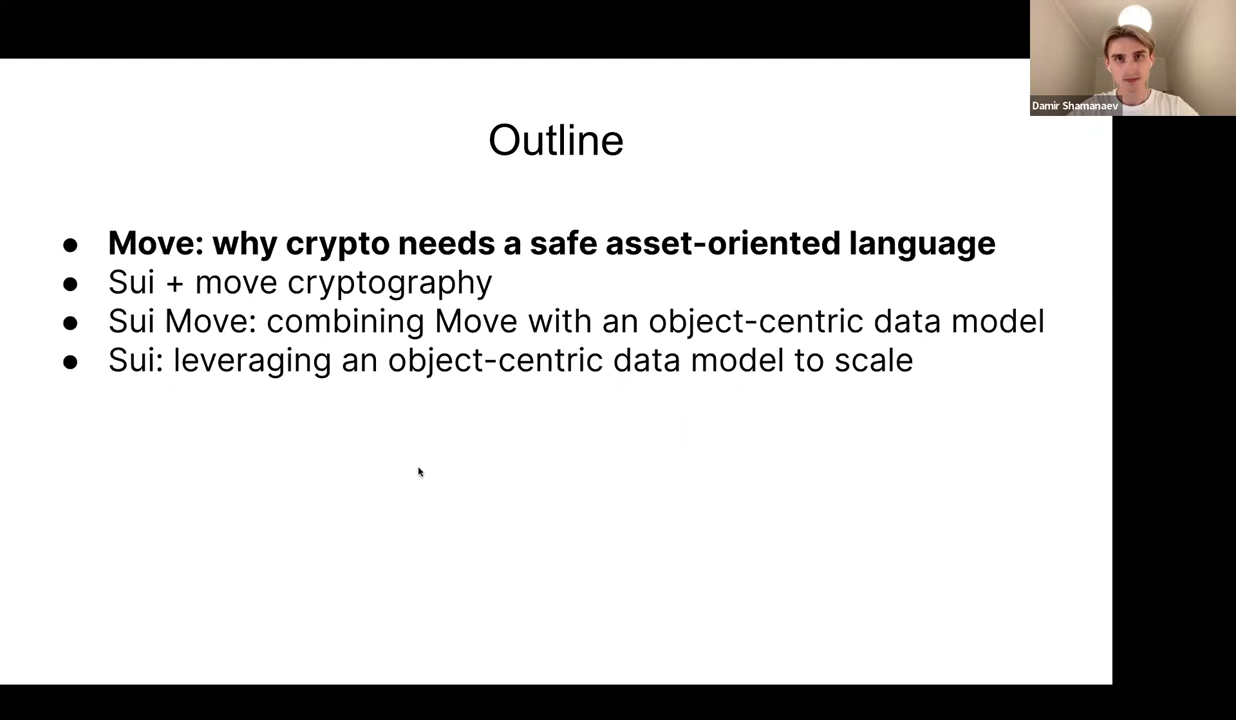 Damir Shamanaev
Outline
● Move: why crypto needs a safe asset-oriented language
● Sui + move cryptography
● Sui Move: combining Move with an object-centric data model
● Sui: leveraging an object-centric data model to scale